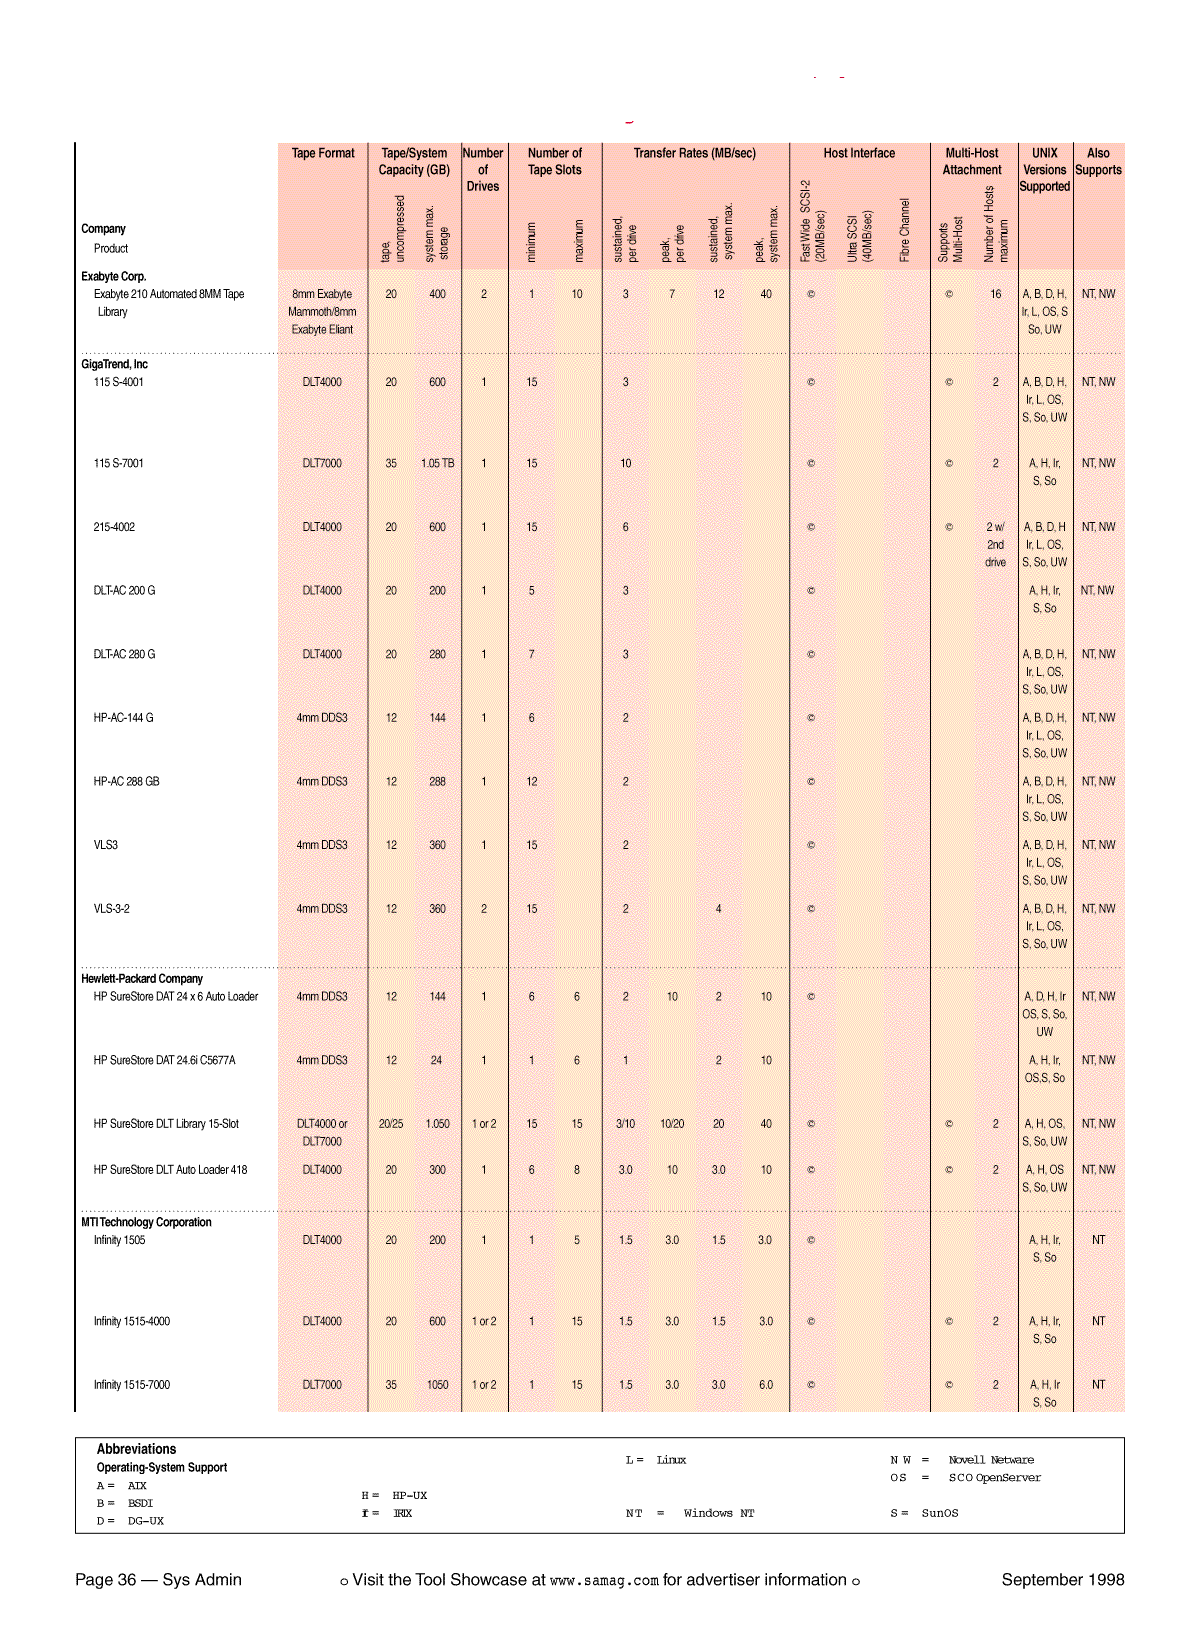 Tape Format Tape/System Number Number of Transfer Rates (MB/sec) Host Interface Multi-Host UNIX Also
Capacity (GB) of Tape Slots Attachment Versions Supports
Drives Supported
tape, uncompressed
system max. storage
minimum
maximum
sustained, per drive
peak, per drive
sustained, system max.
peak, system max.
Fast Wide SCSI-2 (20MB/sec)
Ultra SCSI (40MB/sec)
Fibre Channel
Supports Multi-Host
Number of Hosts maximum
Company
Product
Exabyte Corp.
Exabyte 210 Automated 8MM Tape 8mm Exabyte 20 400 2 1 10 3 7 12 40 © © 16 A, B, D, H, NT, NW
Library Mammoth/8mm Ir, L, OS, S
Exabyte Eliant So, UW
GigaTrend, Inc
115 S-4001 DLT4000 20 600 1 15 3 © © 2 A, B, D, H, NT, NW
Ir, L, OS,
S, So, UW
115 S-7001 DLT7000 35 1.05 TB 1 15 10 © © 2 A, H, Ir, NT, NW
S, So
215-4002 DLT4000 20 600 1 15 6 © © 2 w/ A, B, D, H NT, NW
2nd Ir, L, OS,
drive S, So, UW
DLT-AC 200 G DLT4000 20 200 1 5 3 © A, H, Ir, NT, NW
S, So
DLT-AC 280 G DLT4000 20 280 1 7 3 © A, B, D, H, NT, NW
Ir, L, OS,
S, So, UW
HP-AC-144 G 4mm DDS3 12 144 1 6 2 © A, B, D, H, NT, NW
Ir, L, OS,
S, So, UW
HP-AC 288 GB 4mm DDS3 12 288 1 12 2 © A, B, D, H, NT, NW
Ir, L, OS,
S, So, UW
VLS3 4mm DDS3 12 360 1 15 2 © A, B, D, H, NT, NW
Ir, L, OS,
S, So, UW
VLS-3-2 4mm DDS3 12 360 2 15 2 4 © A, B, D, H, NT, NW
Ir, L, OS,
S, So, UW
Hewlett-Packard Company
HP SureStore DAT 24 x 6 Auto Loader 4mm DDS3 12 144 1 6 6 2 10 2 10 © A, D, H, Ir NT, NW
OS, S, So,
UW
HP SureStore DAT 24.6i C5677A 4mm DDS3 12 24 1 1 6 1 2 10 A, H, Ir, NT, NW
OS,S, So
HP SureStore DLT Library 15-Slot DLT4000 or 20/25 1.050 1 or 2 15 15 3/10 10/20 20 40 © © 2 A, H, OS, NT, NW
DLT7000 S, So, UW
HP SureStore DLT Auto Loader 418 DLT4000 20 300 1 6 8 3.0 10 3.0 10 © © 2 A, H, OS NT, NW
S, So, UW
MTI Technology Corporation
Infinity 1505 DLT4000 20 200 1 1 5 1.5 3.0 1.5 3.0 © A, H, Ir, NT
S, So
Infinity 1515-4000 DLT4000 20 600 1 or 2 1 15 1.5 3.0 1.5 3.0 © © 2 A, H, Ir, NT
S, So
Infinity 1515-7000 DLT7000 35 1050 1 or 2 1 15 1.5 3.0 3.0 6.0 © © 2 A, H, Ir NT
S, So
Abbreviations
Operating-System Support
A = AIX
B = BSDI
D = DG-UX
H = HP-UX
Ir = IRIX
L = Linux
NT = Windows NT
NW = Novell Netware
OS = SCO OpenServer
S = SunOS
Page 36 — Sys Admin o Visit the Tool Showcase at www.samag.com for advertiser information o September 1998